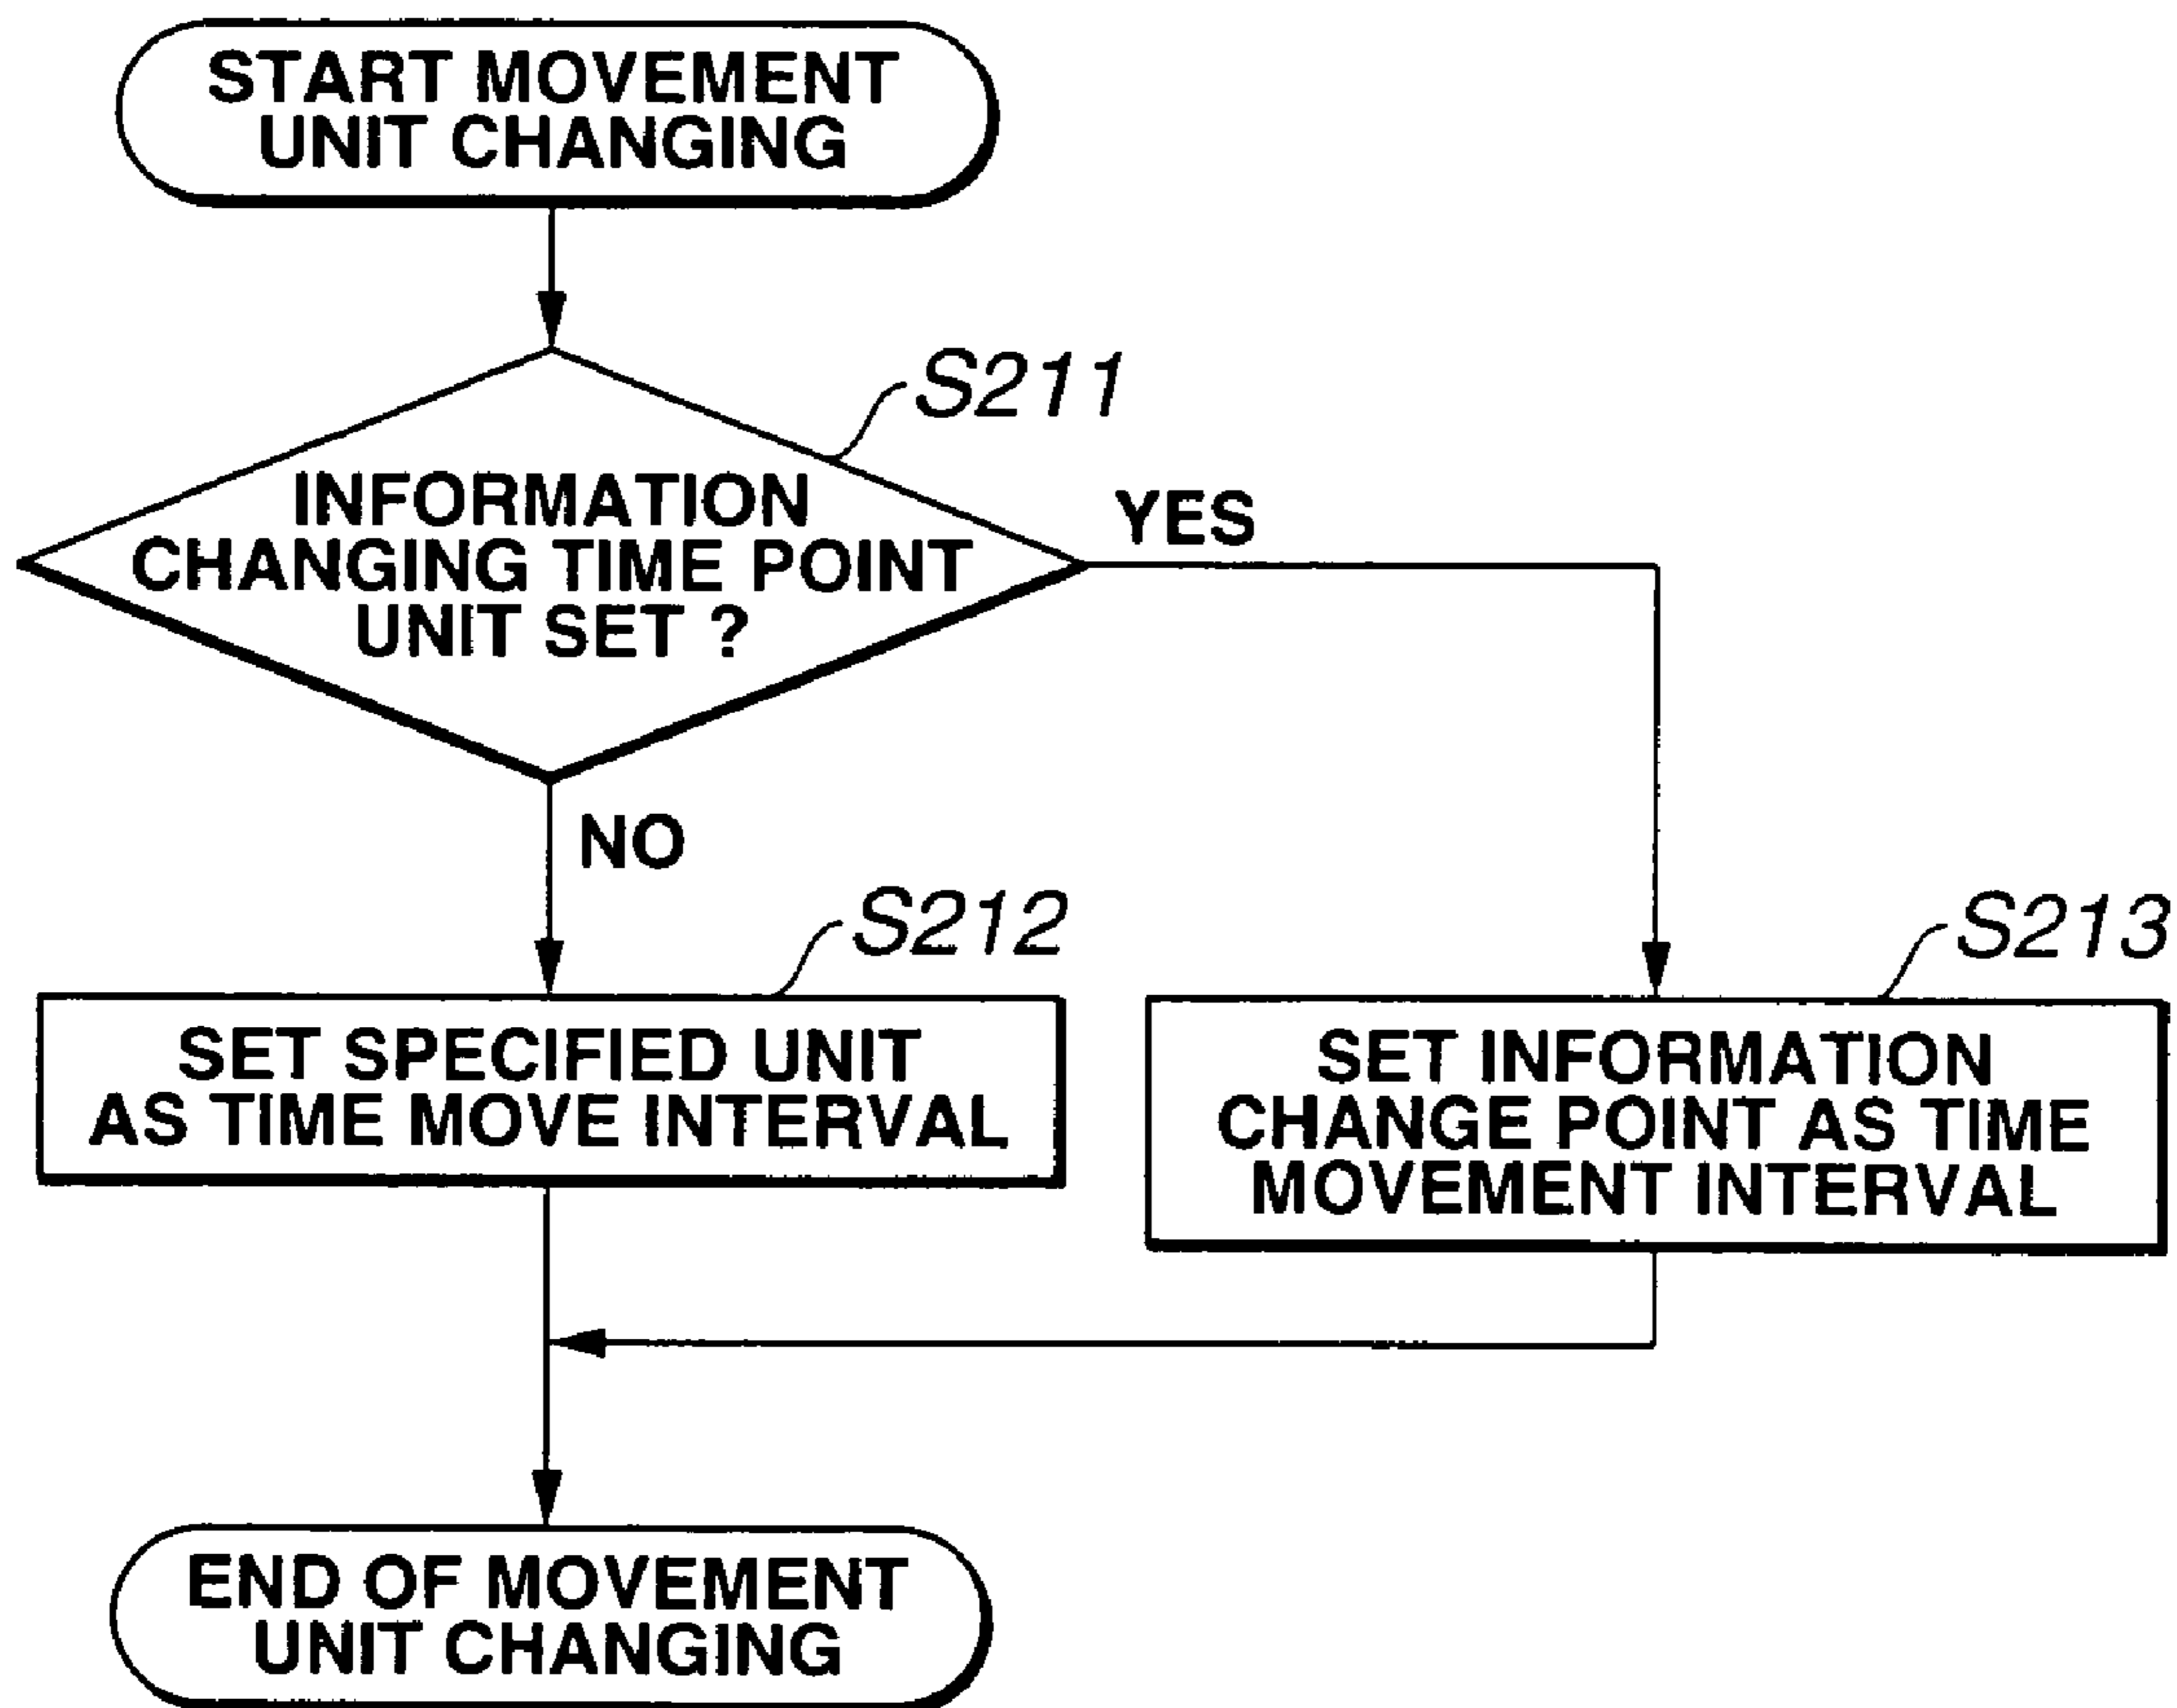 START MOVEMENT
UNIT CHANGING
S211
INFORMATION
CHANGING TIME POINT
UNIT SET ?
YES
NO
S212
SET SPECIFIED UNIT
AS TIME MOVE INTERVAL
S213
SET INFORMATION
CHANGE POINT AS TIME
MOVEMENT INTERVAL
END OF MOVEMENT
UNIT CHANGING